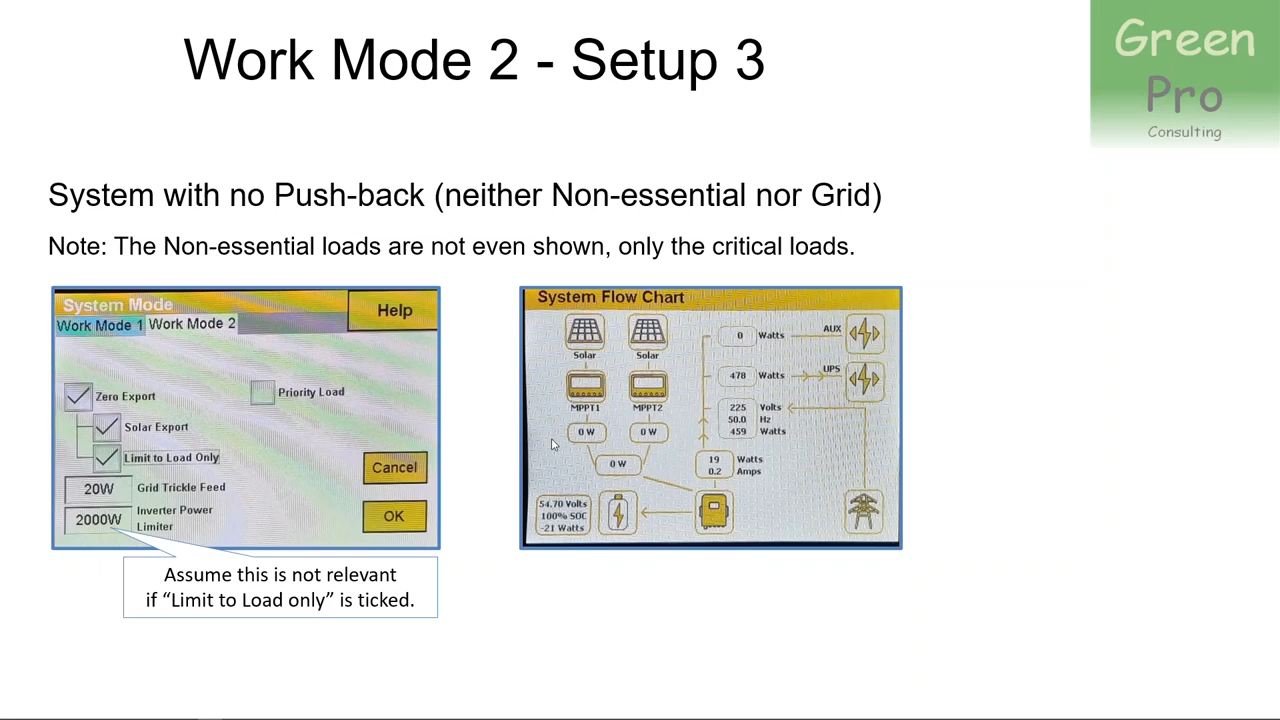 Work Mode 2 - Setup 3
Green
Pro
Consulting
System with no Push-back (neither Non-essential nor Grid)
Note: The Non-essential loads are not even shown, only the critical loads.
System Mode
Help
Work Mode 1 Work Mode 2
Zero Export
Priority Load
Solar Export
Limit to Load Only
20W Grid Trickle Feed
2000W Inverter Power
Limiter
Cancel
OK
Assume this is not relevant
if “Limit to Load only” is ticked.
System Flow Chart
Solar Solar
MPPT1 MPPT2
0 W 0 W
0 W
0 Watts AUX
478 Watts UPS
225 Volts
50.0 Hz
459 Watts
19 Watts
0.2 Amps
54.70 Volts
100% SOC
-21 Watts